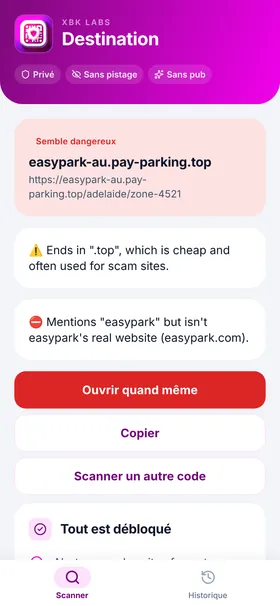 XBK LABS
Destination
Privé
Sans pistage
Sans pub
Semble dangereux
easypark-au.pay-parking.top
https://easypark-au.pay-
parking.top/adelaide/zone-4521
⚠️ Ends in ".top", which is cheap and
often used for scam sites.
⛔ Mentions "easypark" but isn't
easypark's real website (easypark.com).
Ouvrir quand même
Copier
Scanner un autre code
Tout est débloqué
Scanner
Historique